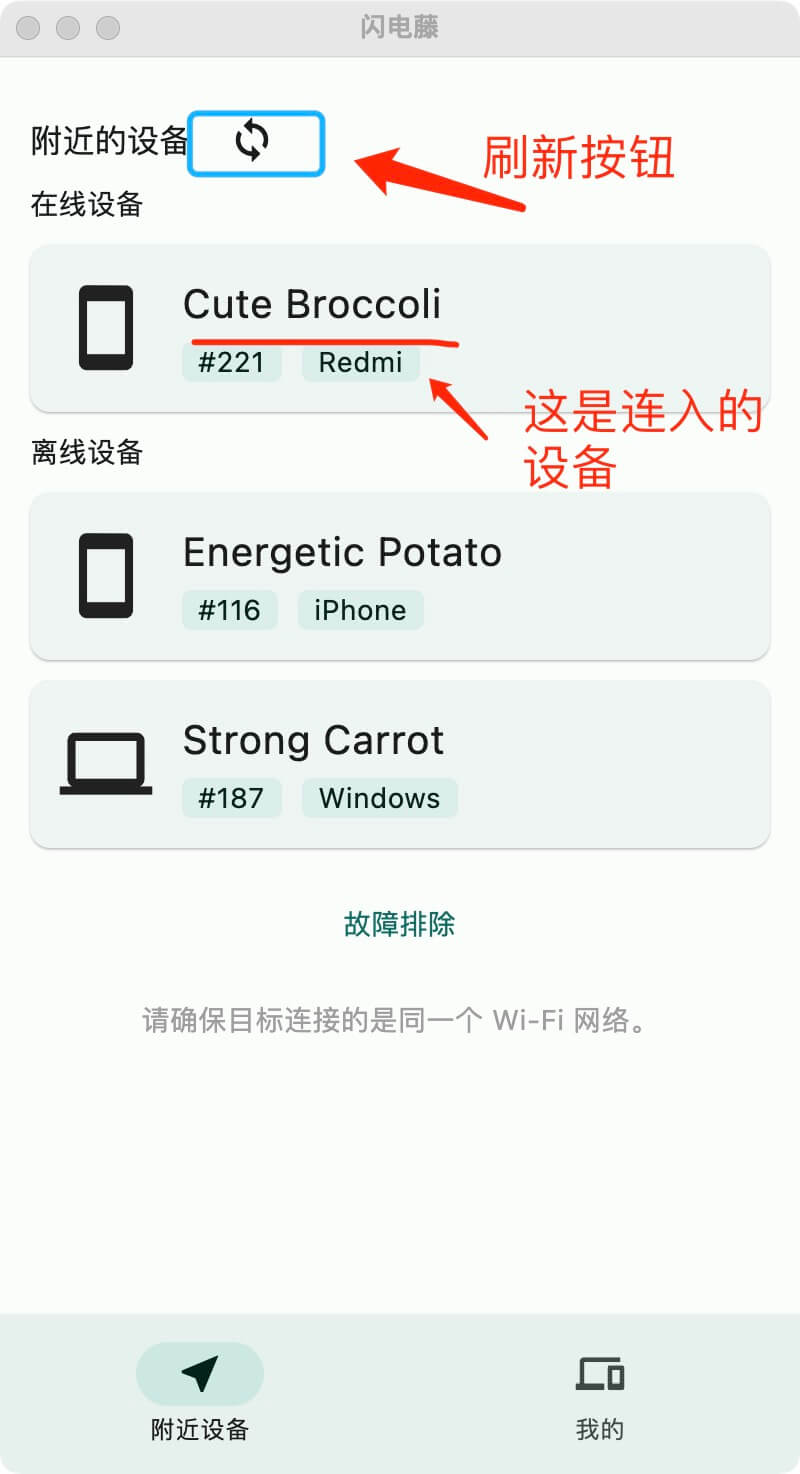 闪电藤
附近的设备
刷新按钮
在线设备
Cute Broccoli
#221 Redmi
这是连入的
设备
离线设备
Energetic Potato
#116 iPhone
Strong Carrot
#187 Windows
故障排除
请确保目标连接的是同一个 Wi-Fi 网络。
附近设备 我的